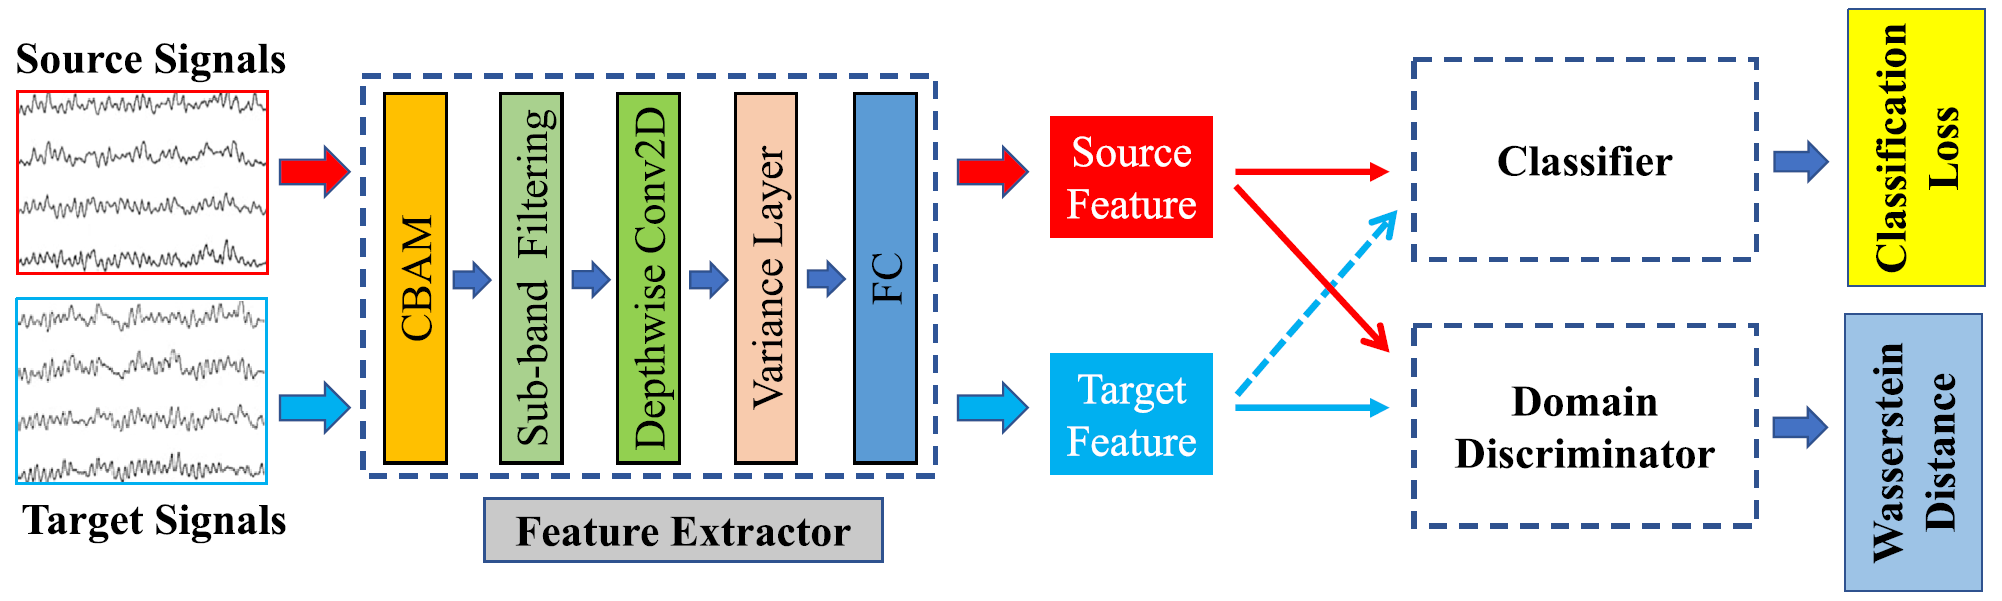 Source Signals
Target Signals
CBAM
Sub-band Filtering
Depthwise Conv2D
Variance Layer
FC
Feature Extractor
Source
Feature
Target
Feature
Classifier
Domain
Discriminator
Classification
Loss
Wasserstein
Distance